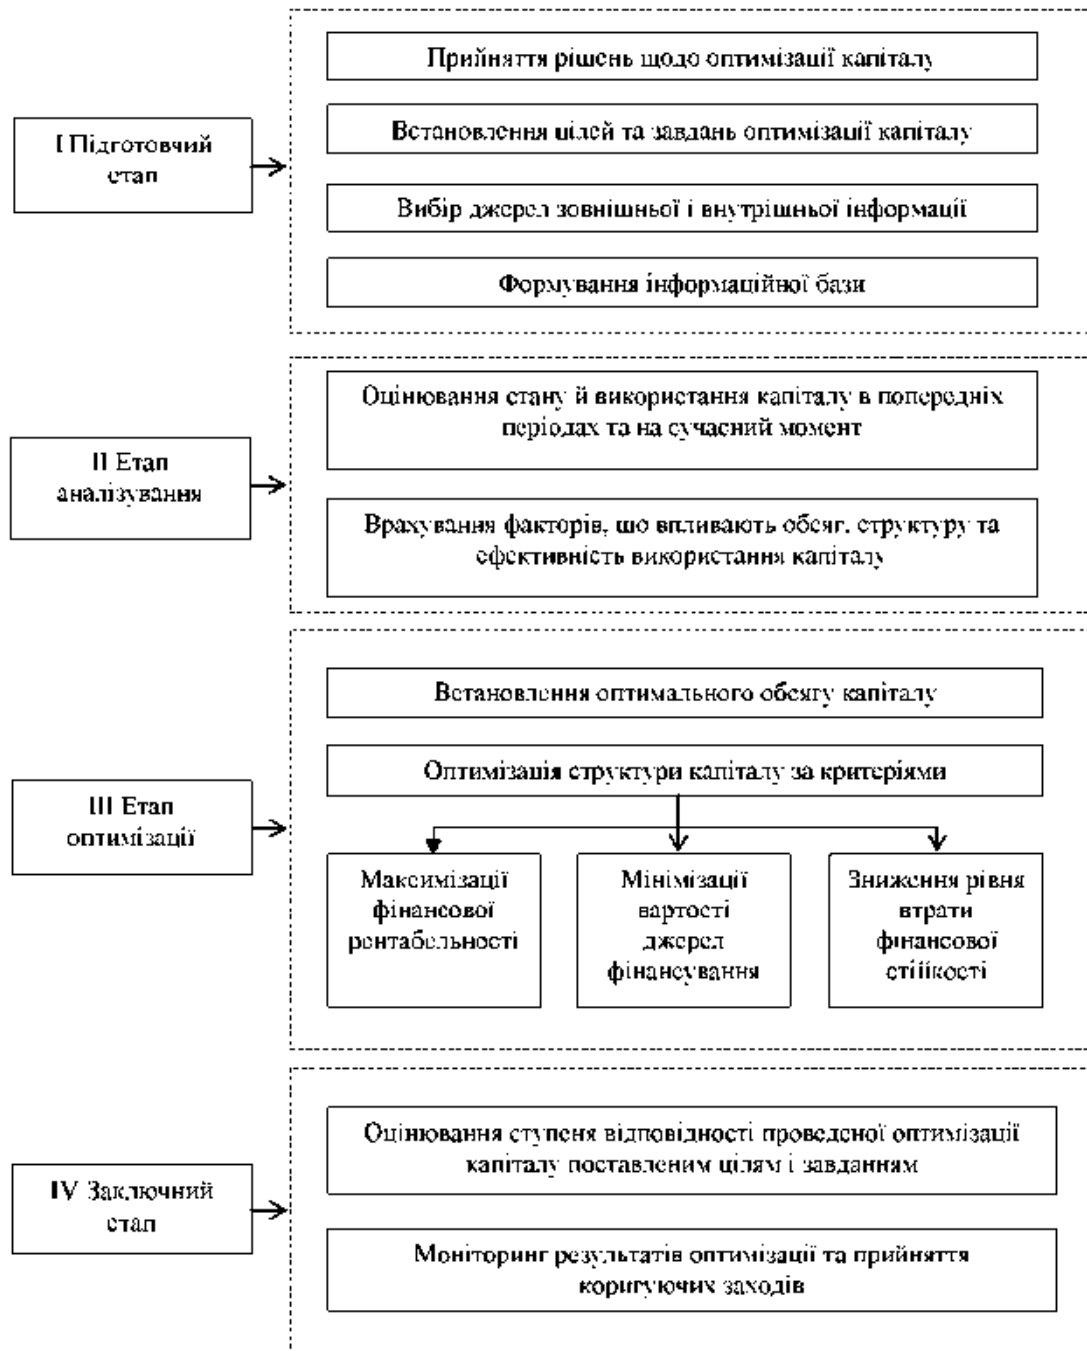 І Підготовчий
етап
Прийняття рішень щодо оптимізації капіталу
Встановлення цілей та завдань оптимізації капіталу
Вибір джерел зовнішньої і внутрішньої інформації
Формування інформаційної бази
ІІ Етап
аналізування
Оцінювання стану й використання капіталу в попередніх
періодах та на сучасний момент
Врахування факторів, що впливають обсяг, структуру та
ефективність використання капіталу
ІІІ Етап
оптимізації
Встановлення оптимального обсягу капіталу
Оптимізація структури капіталу за критеріями
Максимізації
фінансової
рентабельності
Мінімізації
вартості
джерел
фінансування
Зниження рівня
втрати
фінансової
стійкості
IV Заключний
етап
Оцінювання ступеня відповідності проведеної оптимізації
капіталу поставленим цілям і завданням
Моніторинг результатів оптимізації та прийняття
коригуючих заходів